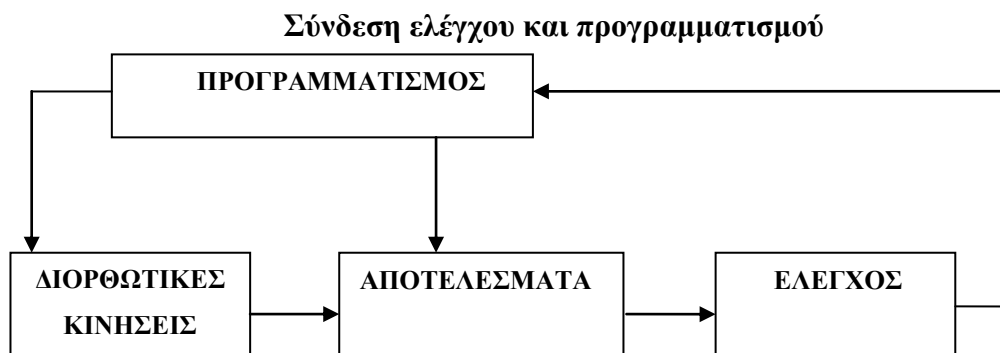 Σύνδεση ελέγχου και προγραμματισμού
ΠΡΟΓΡΑΜΜΑΤΙΣΜΟΣ
ΔΙΟΡΘΩΤΙΚΕΣ
ΚΙΝΗΣΕΙΣ
ΑΠΟΤΕΛΕΣΜΑΤΑ
ΕΛΕΓΧΟΣ